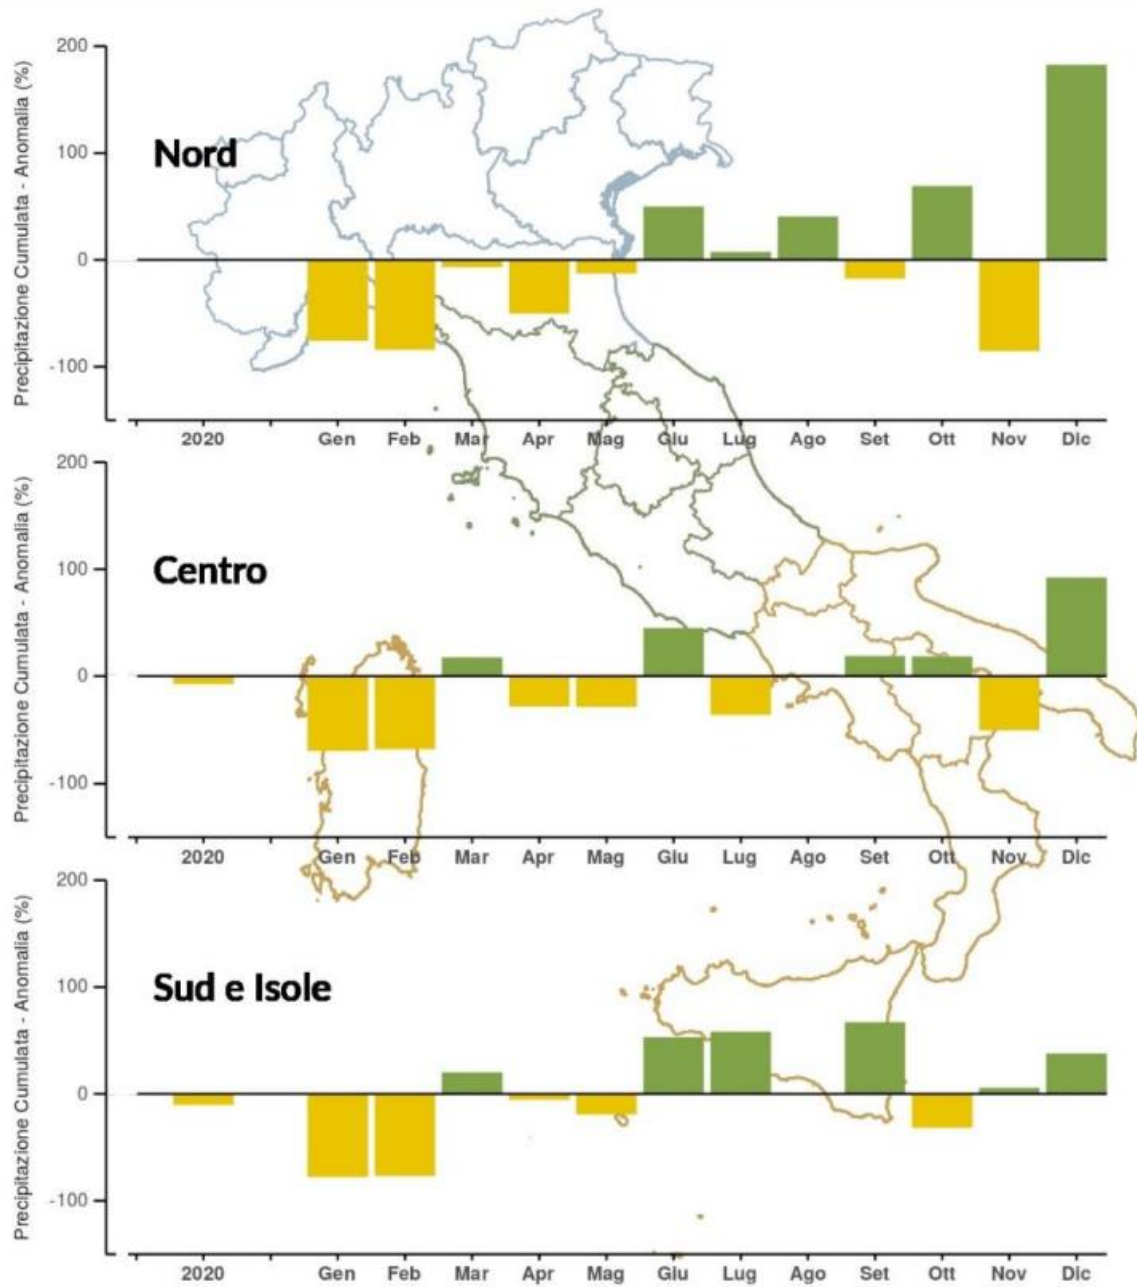 Precipitazione Cumulata - Anomalia (%)
200
100
0
-100
Nord
2020 Gen Feb Mar Apr Mag Giu Lug Ago Set Ott Nov Dic
Precipitazione Cumulata - Anomalia (%)
200
100
0
-100
Centro
2020 Gen Feb Mar Apr Mag Giu Lug Ago Set Ott Nov Dic
Precipitazione Cumulata - Anomalia (%)
200
100
0
-100
Sud e Isole
2020 Gen Feb Mar Apr Mag Giu Lug Ago Set Ott Nov Dic